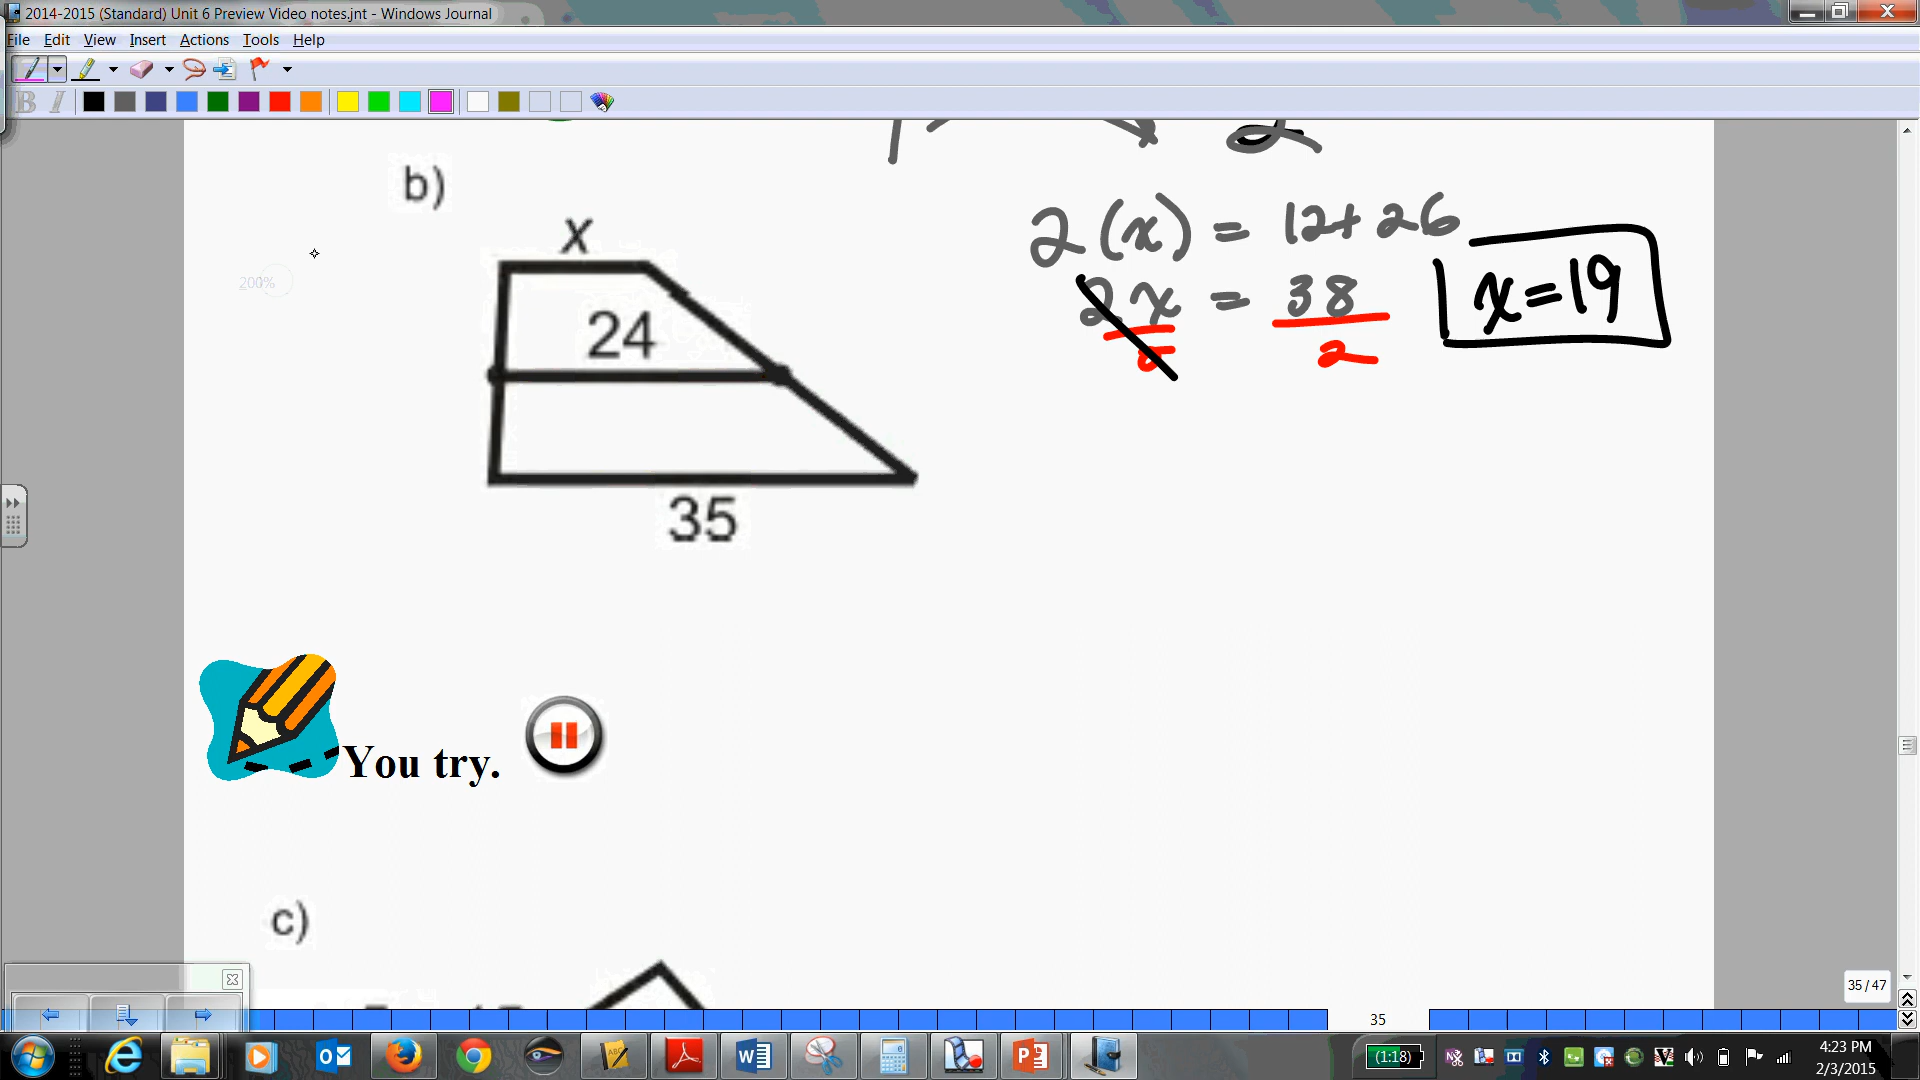 2014-2015 (Standard) Unit 6 Preview Video notes.jnt - Windows Journal
File Edit View Insert Actions Tools Help
B I
2
b)
2(x) = 12+26
x
2x = 38
2
x=19
200%
24
35
You try.
c)
35 / 47
35
(1:18)
4:23 PM
2/3/2015